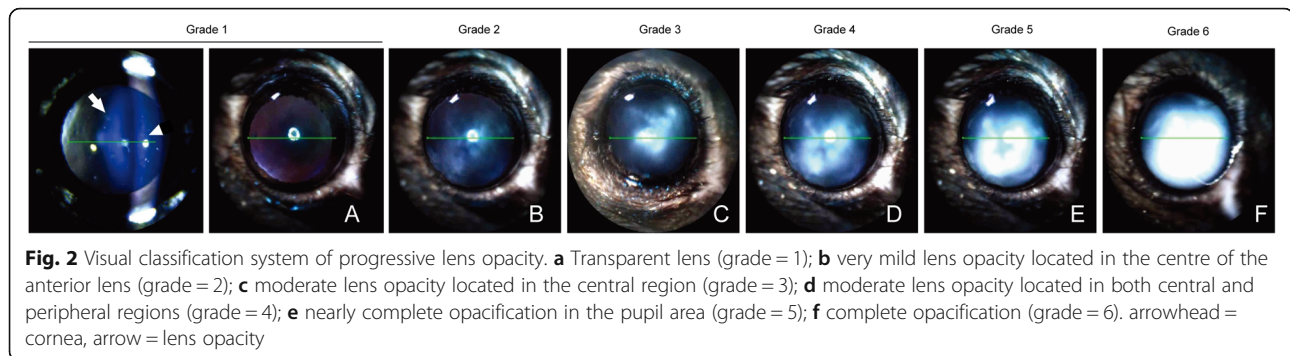 Grade 1 Grade 2 Grade 3 Grade 4 Grade 5 Grade 6
A B C D E F
Fig. 2 Visual classification system of progressive lens opacity. a Transparent lens (grade = 1); b very mild lens opacity located in the centre of the
anterior lens (grade = 2); c moderate lens opacity located in the central region (grade = 3); d moderate lens opacity located in both central and
peripheral regions (grade = 4); e nearly complete opacification in the pupil area (grade = 5); f complete opacification (grade = 6). arrowhead =
cornea, arrow = lens opacity